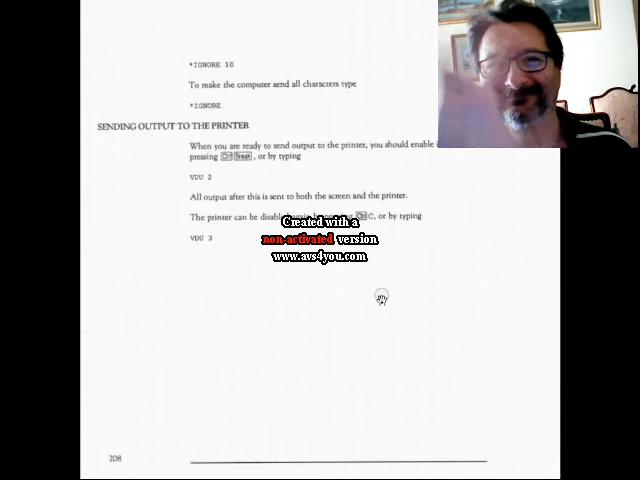 *IGNORE 10
To make the computer send all characters type
*IGNORE
SENDING OUTPUT TO THE PRINTER
When you are ready to send output to the printer, you should enable
pressing Ctrl Break, or by typing
VDU 2
All output after this is sent to both the screen and the printer.
The printer can be Ctrl C, or by typing
VDU 3
Created with a
non-activated version
www.avs4you.com
208